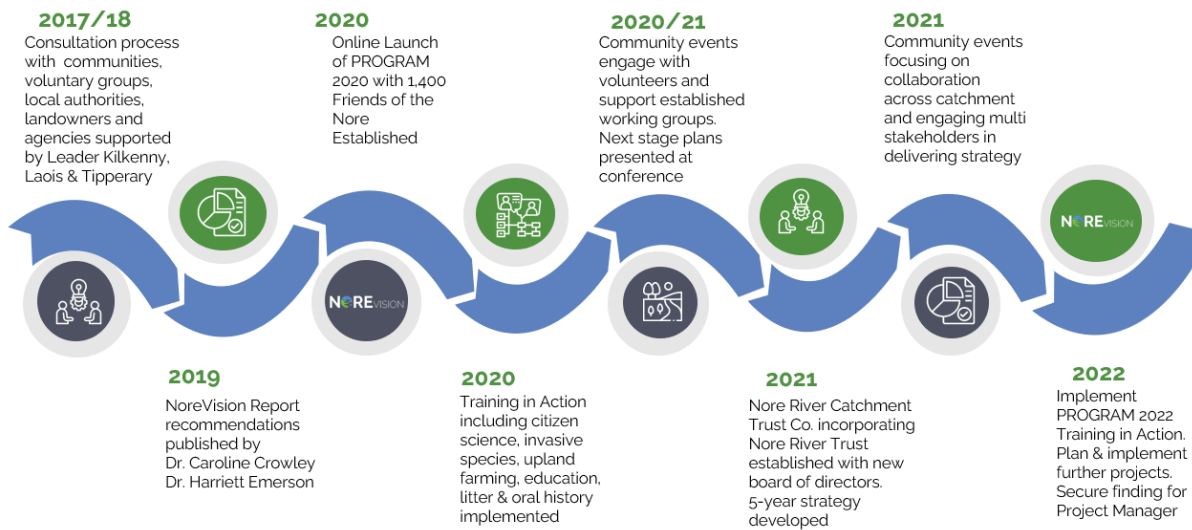 2017/18
Consultation process
with communities,
voluntary groups,
local authorities,
landowners and
agencies supported
by Leader Kilkenny,
Laois & Tipperary
2019
NoreVision Report
recommendations
published by
Dr. Caroline Crowley
Dr. Harriett Emerson
2020
Online Launch
of PROGRAM
2020 with 1,400
Friends of the
Nore
Established
NOREVISION
2020
Training in Action
including citizen
science, invasive
species, upland
farming, education,
litter & oral history
implemented
2020/21
Community events
engage with
volunteers and
support established
working groups.
Next stage plans
presented at
conference
2021
Nore River Catchment
Trust Co. incorporating
Nore River Trust
established with new
board of directors.
5-year strategy
developed
2021
Community events
focusing on
collaboration
across catchment
and engaging multi
stakeholders in
delivering strategy
NOREVISION
2022
Implement
PROGRAM 2022
Training in Action.
Plan & implement
further projects.
Secure finding for
Project Manager